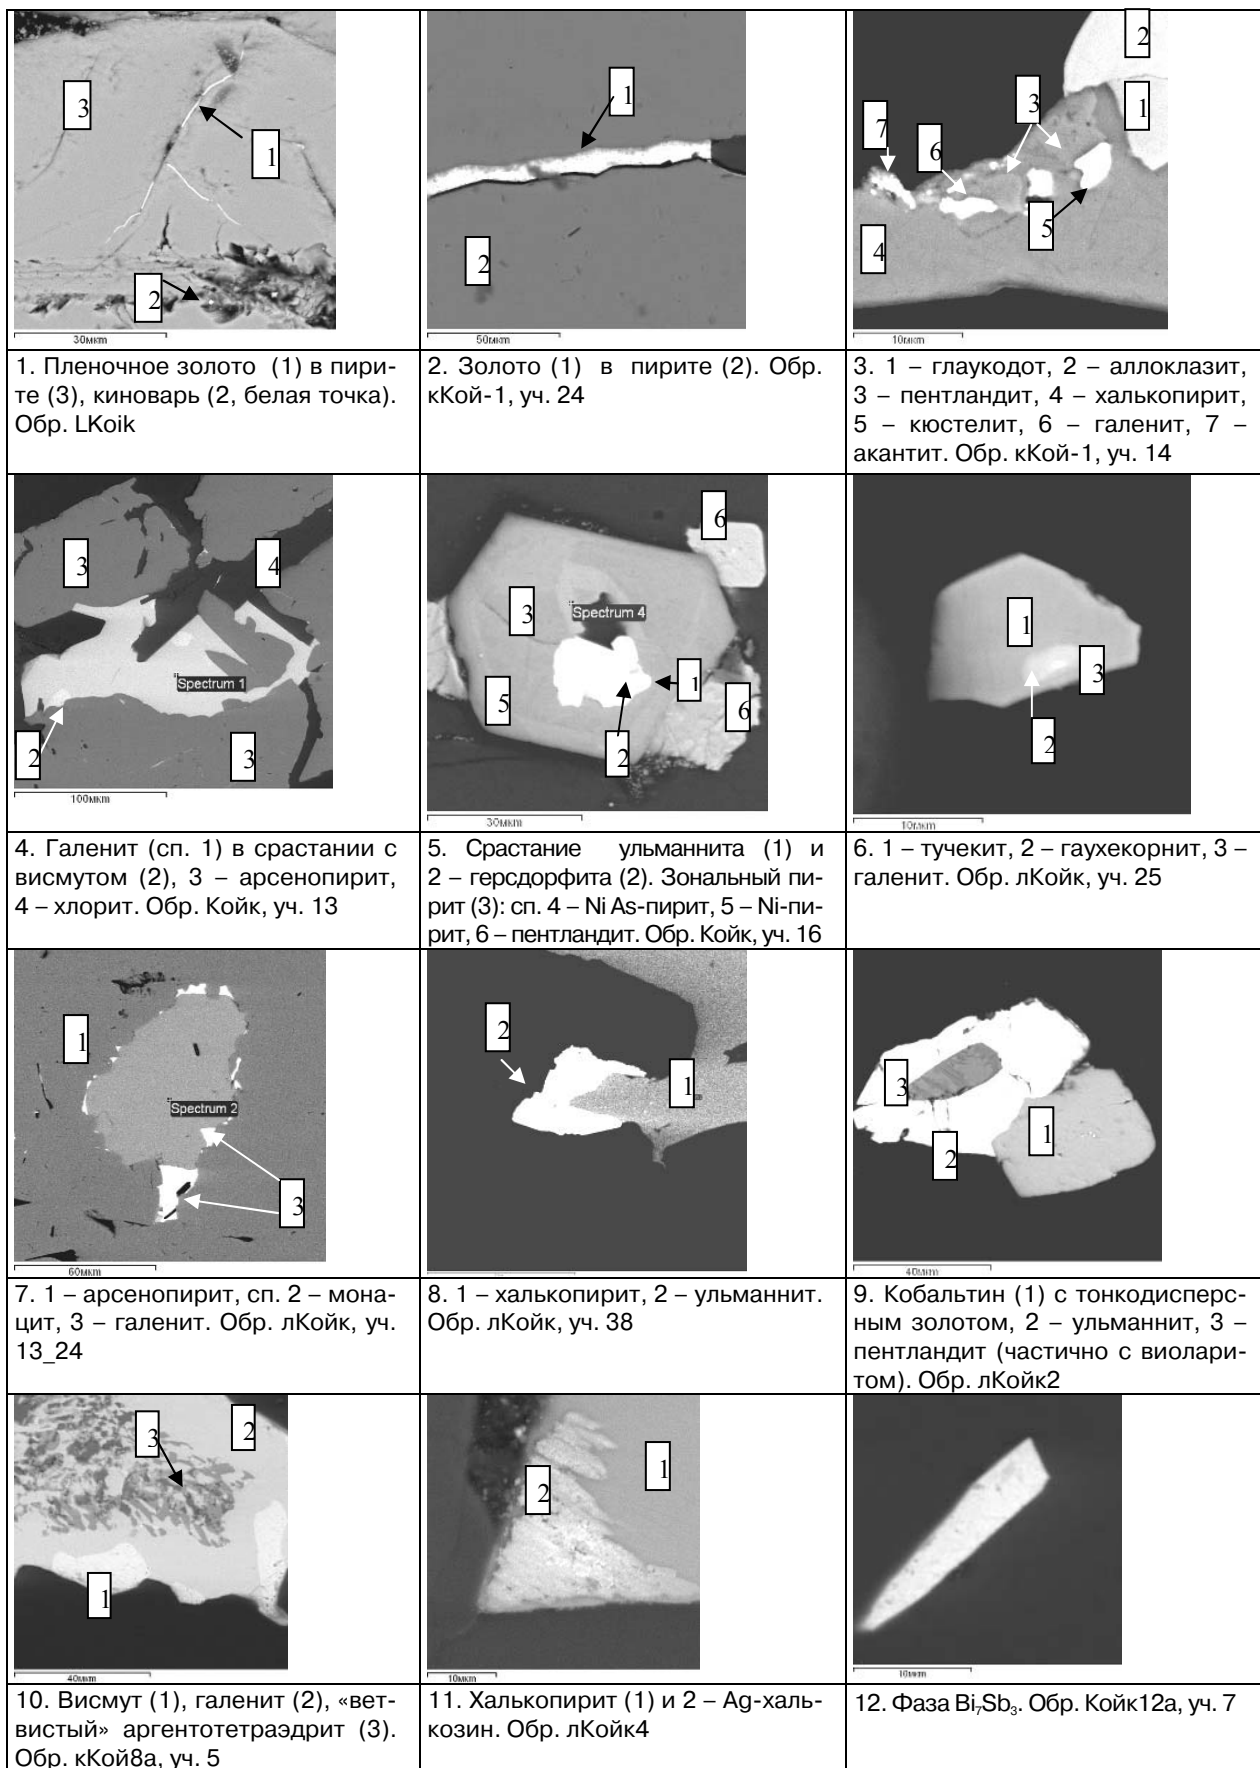 3
1
2
30мкм
1
2
50мкм
2
1
3
7
6
5
4
10мкм
1. Пленочное золото (1) в пири-
те (3), киноварь (2, белая точка).
Обр. LKoik
2. Золото (1) в пирите (2). Обр.
кКой-1, уч. 24
3. 1 – глаукодот, 2 – аллоклазит,
3 – пентландит, 4 – халькопирит,
5 – кюстелит, 6 – галенит, 7 –
акантит. Обр. кКой-1, уч. 14
3
4
Spectrum 1
2
3
100мкм
6
3
Spectrum 4
5
1
6
2
30мкм
1
3
2
10мкм
4. Галенит (сп. 1) в срастании с
висмутом (2), 3 – арсенопирит,
4 – хлорит. Обр. Койк, уч. 13
5. Срастание ульманнита (1) и
2 – герсдорфита (2). Зональный пи-
рит (3): сп. 4 – Ni As-пирит, 5 – Ni-пи-
рит, 6 – пентландит. Обр. Койк, уч. 16
6. 1 – тучекит, 2 – гаухекорнит, 3 –
галенит. Обр. лКойк, уч. 25
1
Spectrum 2
3
60мкм
2
1
3
1
2
40мкм
7. 1 – арсенопирит, сп. 2 – мона-
цит, 3 – галенит. Обр. лКойк, уч.
13_24
8. 1 – халькопирит, 2 – ульманнит.
Обр. лКойк, уч. 38
9. Кобальтин (1) с тонкодисперс-
ным золотом, 2 – ульманнит, 3 –
пентландит (частично с виолари-
том). Обр. лКойк2
3
2
1
40мкм
1
2
10мкм
10мкм
10. Висмут (1), галенит (2), «вет-
вистый» аргентотетраэдрит (3).
Обр. кКой8а, уч. 5
11. Халькопирит (1) и 2 – Ag-халь-
козин. Обр. лКойк4
12. Фаза Bi₇Sb₃. Обр. Койк12а, уч. 7